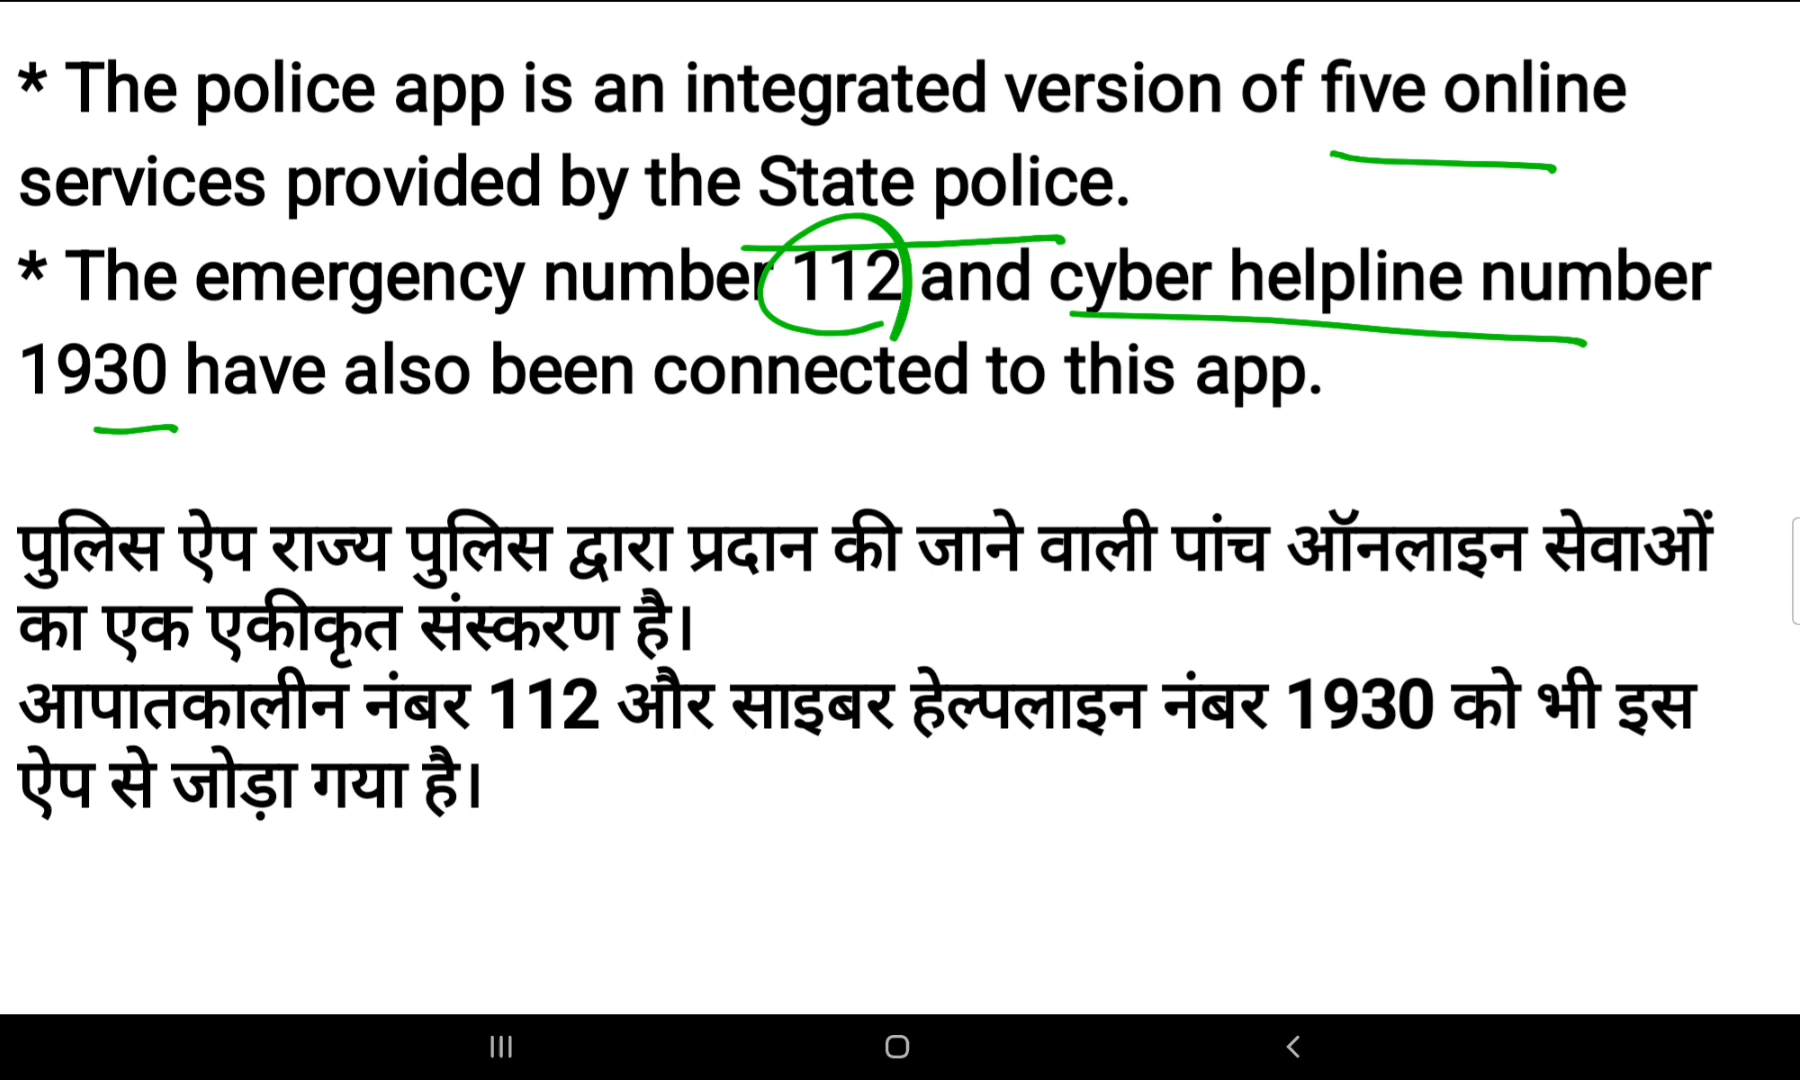 * The police app is an integrated version of five online
services provided by the State police.
* The emergency number 112 and cyber helpline number
1930 have also been connected to this app.
पुलिस ऐप राज्य पुलिस द्वारा प्रदान की जाने वाली पांच ऑनलाइन सेवाओं
का एक एकीकृत संस्करण है।
आपातकालीन नंबर 112 और साइबर हेल्पलाइन नंबर 1930 को भी इस
ऐप से जोड़ा गया है।